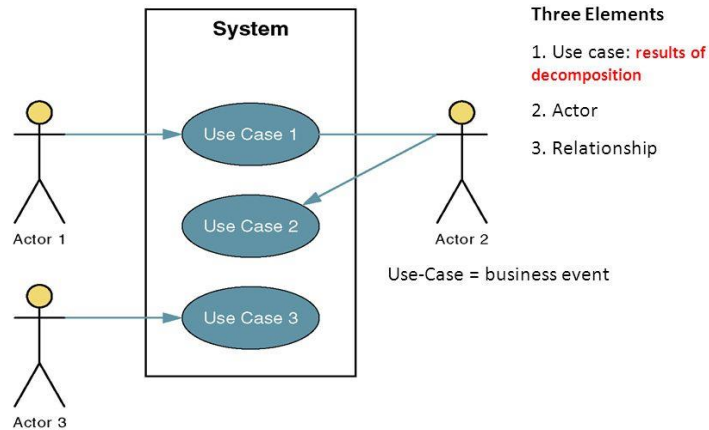 System
Three Elements
1. Use case: results of
decomposition
2. Actor
3. Relationship
Use Case 1
Use Case 2
Use Case 3
Actor 1
Actor 2
Actor 3
Use-Case = business event